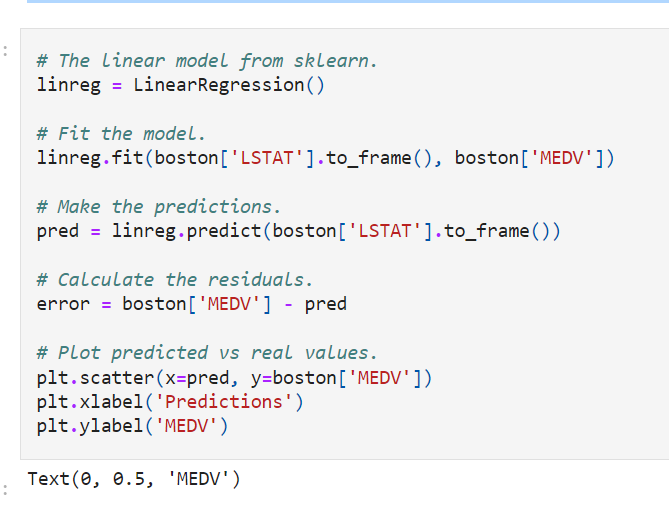 # The linear model from sklearn.
linreg = LinearRegression()
# Fit the model.
linreg.fit(boston['LSTAT'].to_frame(), boston['MEDV'])
# Make the predictions.
pred = linreg.predict(boston['LSTAT'].to_frame())
# Calculate the residuals.
error = boston['MEDV'] - pred
# Plot predicted vs real values.
plt.scatter(x=pred, y=boston['MEDV'])
plt.xlabel('Predictions')
plt.ylabel('MEDV')
Text(0, 0.5, 'MEDV')